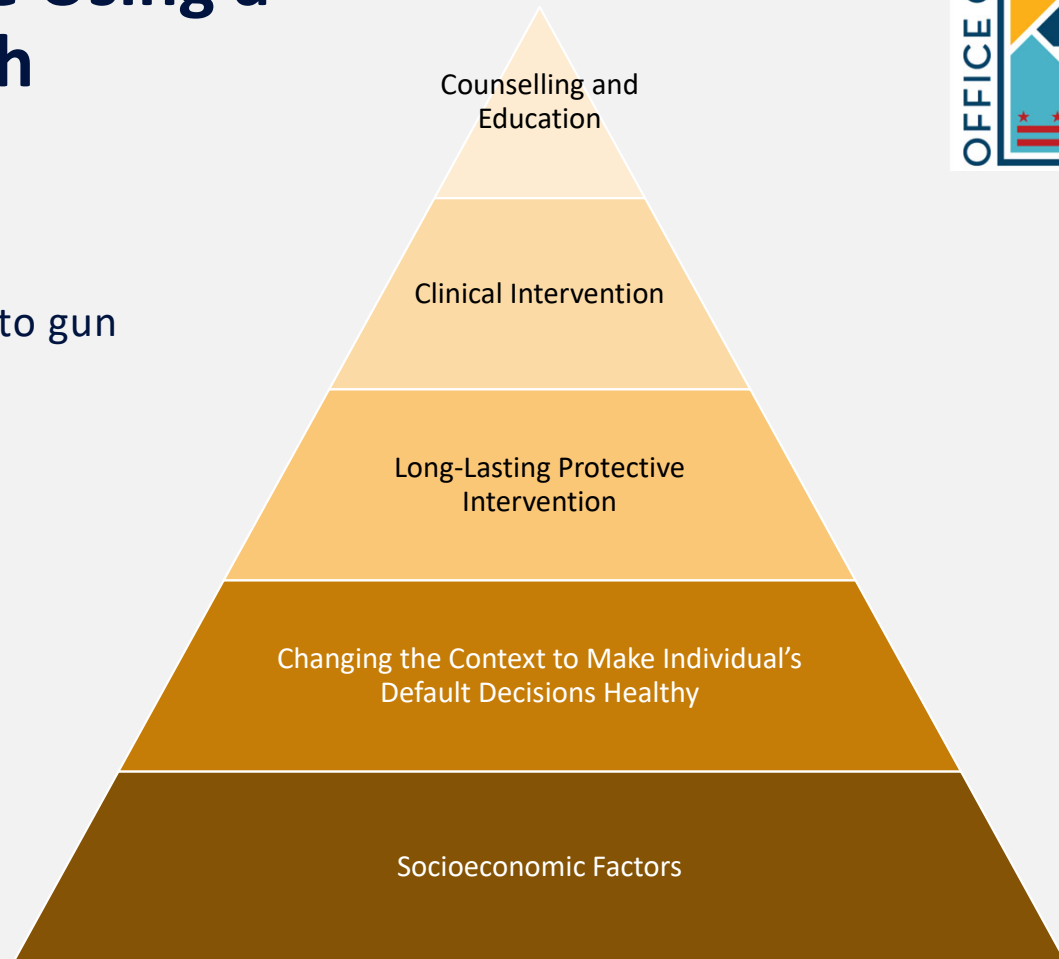 Using a
h
to gun
OFFICE
Counselling and
Education
Clinical Intervention
Long-Lasting Protective
Intervention
Changing the Context to Make Individual's
Default Decisions Healthy
Socioeconomic Factors